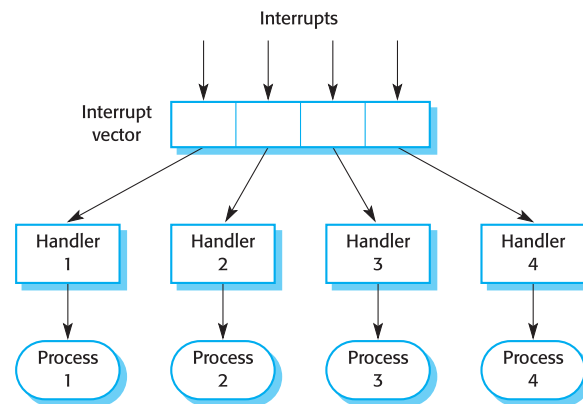 Interrupts
Interrupt
vector
Handler
1
Handler
2
Handler
3
Handler
4
Process
1
Process
2
Process
3
Process
4